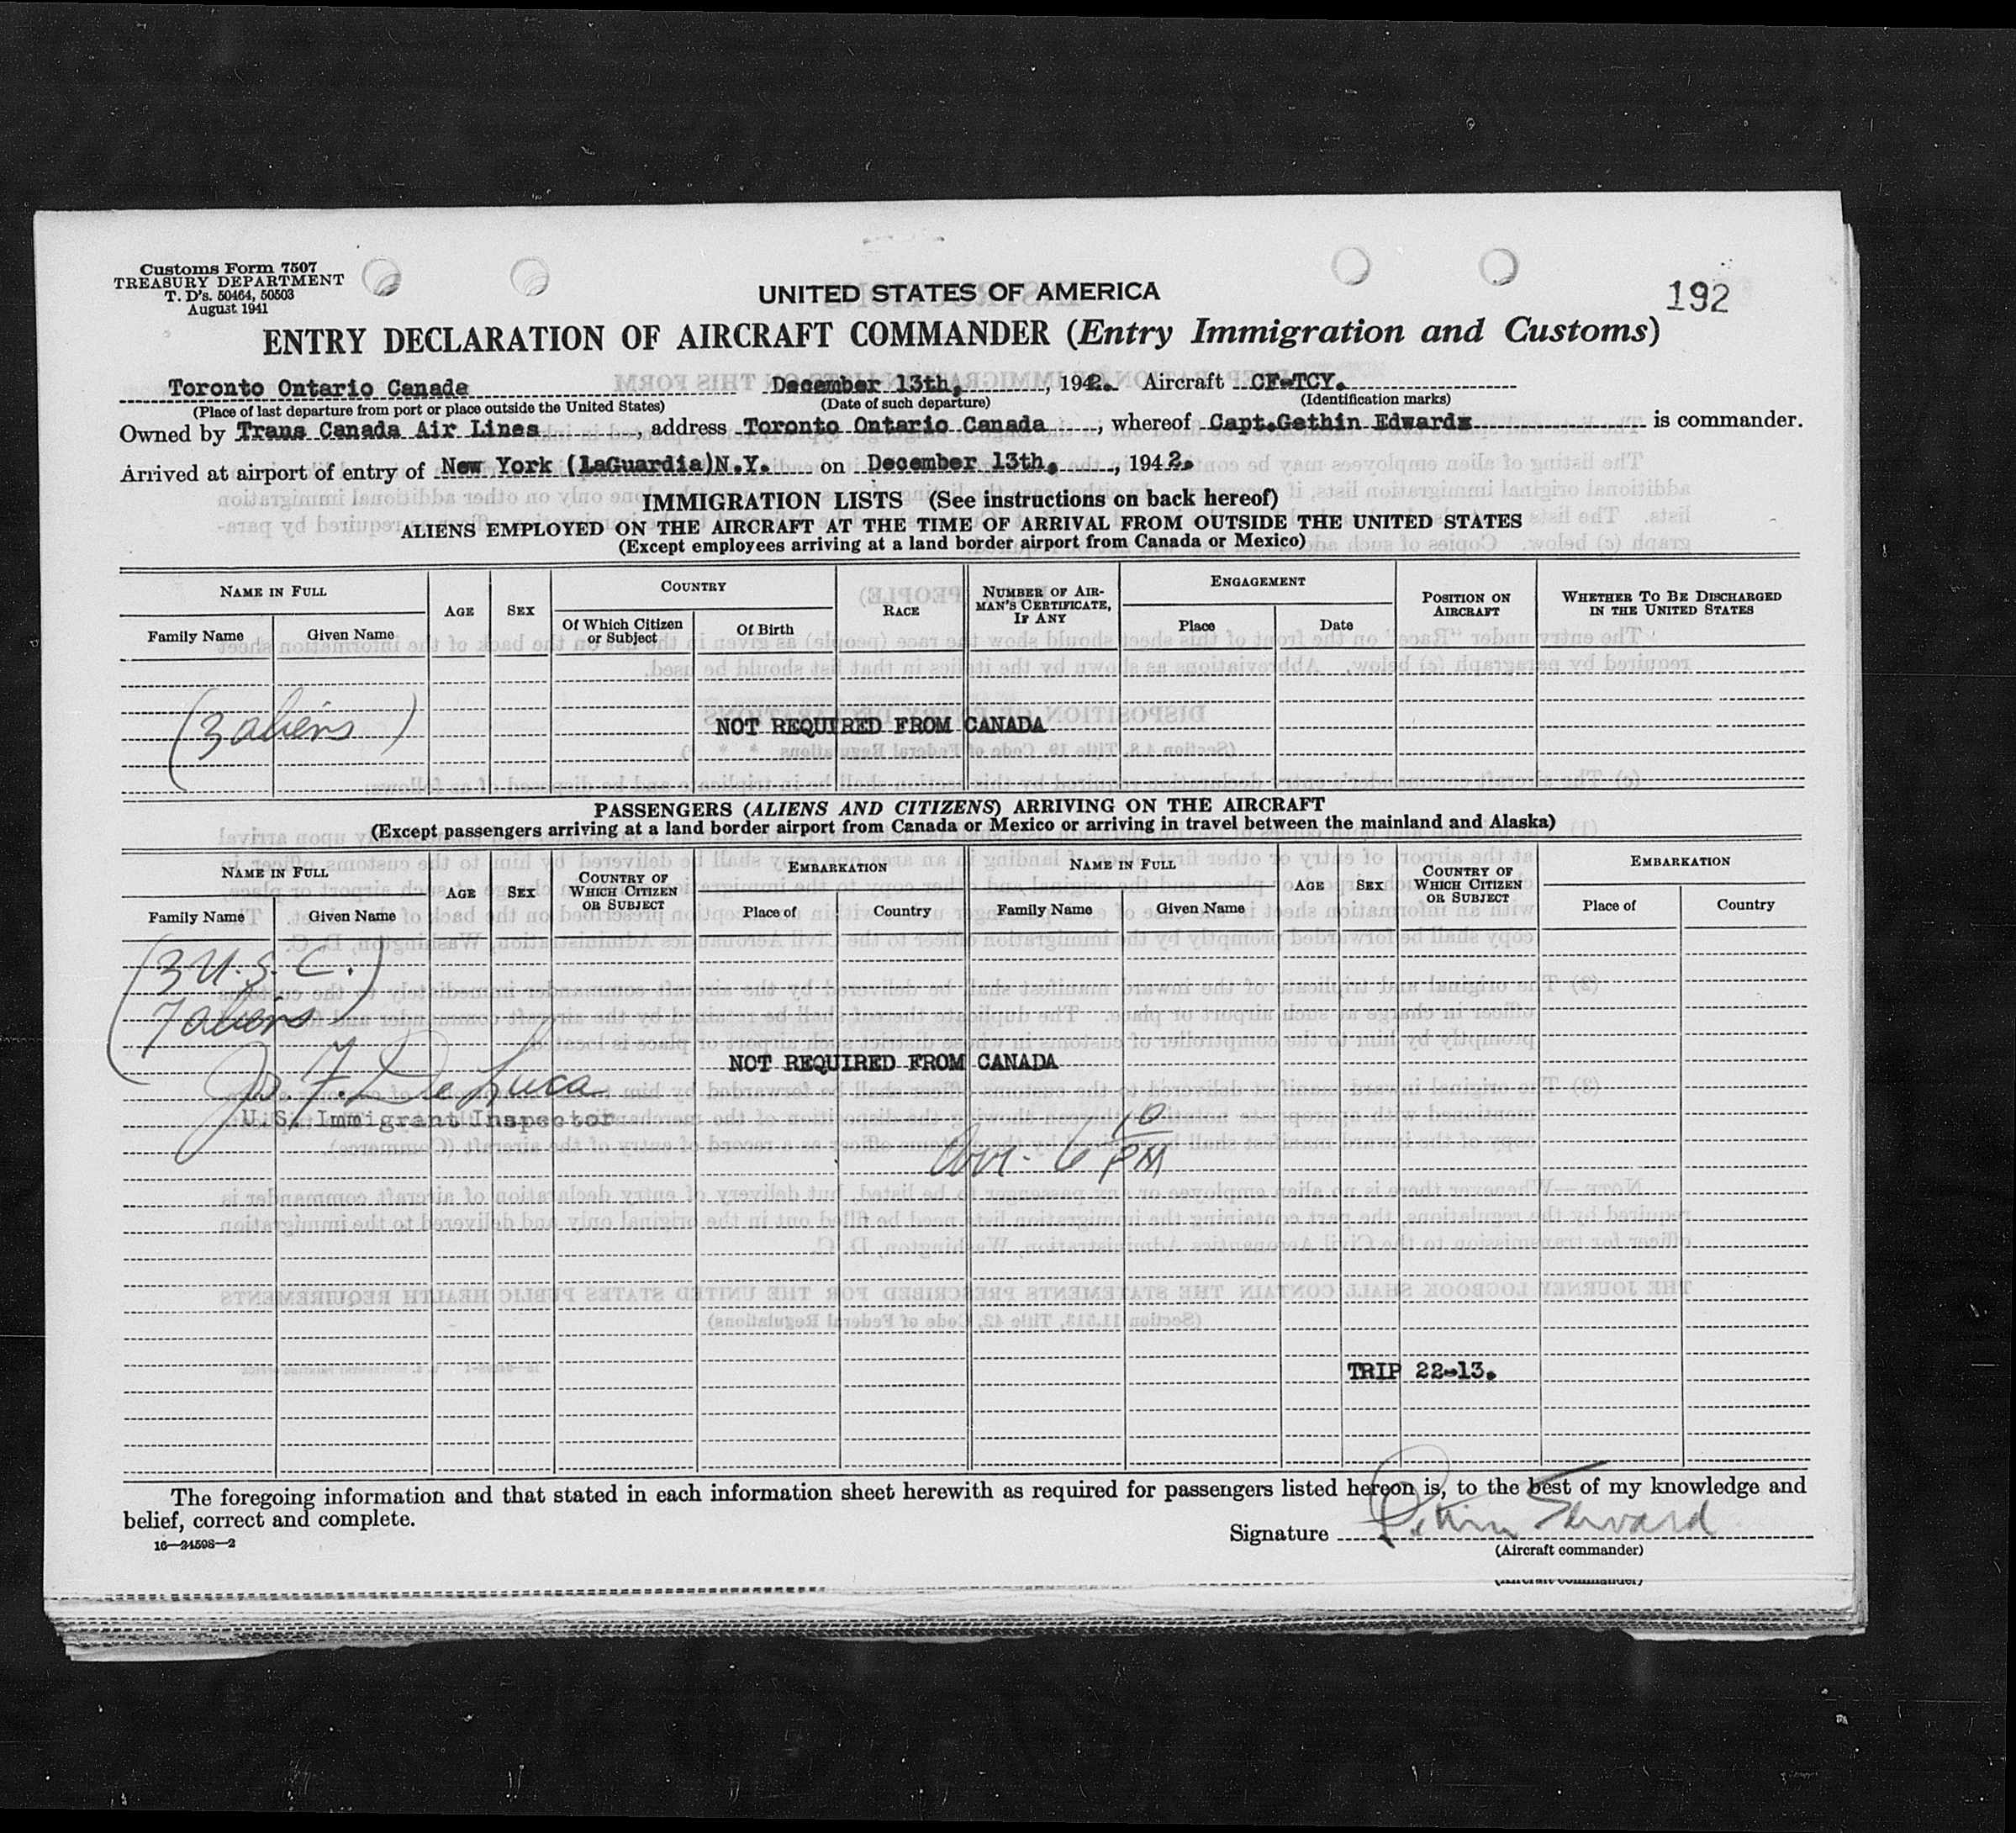 Customs Form 7507
TREASURY DEPARTMENT
T. D's. 50464, 50503
August 1941
UNITED STATES OF AMERICA
192
ENTRY DECLARATION OF AIRCRAFT COMMANDER (Entry Immigration and Customs)
Toronto Ontario Canada December 13th, , 1942. Aircraft CF-TCY.
(Place of last departure from port or place outside the United States) (Date of such departure) (Identification marks)
Owned by Trans Canada Air Lines , address Toronto Ontario Canada , whereof Capt.Gethin Edwards is commander.
Arrived at airport of entry of New York (LaGuardia)N.Y. on December 13th. , 1942.
IMMIGRATION LISTS (See instructions on back hereof)
ALIENS EMPLOYED ON THE AIRCRAFT AT THE TIME OF ARRIVAL FROM OUTSIDE THE UNITED STATES
(Except employees arriving at a land border airport from Canada or Mexico)
NAME IN FULL AGE SEX COUNTRY RACE NUMBER OF AIRMAN'S CERTIFICATE, IF ANY ENGAGEMENT POSITION ON AIRCRAFT WHETHER TO BE DISCHARGED IN THE UNITED STATES
Family Name Given Name Of Which Citizen or Subject Of Birth Place Date
(3 aliens) NOT REQUIRED FROM CANADA
PASSENGERS (ALIENS AND CITIZENS) ARRIVING ON THE AIRCRAFT
(Except passengers arriving at a land border airport from Canada or Mexico or arriving in travel between the mainland and Alaska)
NAME IN FULL AGE SEX COUNTRY OF WHICH CITIZEN OR SUBJECT EMBARKATION NAME IN FULL AGE SEX COUNTRY OF WHICH CITIZEN OR SUBJECT EMBARKATION
Family Name Given Name Place of Country Family Name Given Name Place of Country
(3 U.S.C.)
7 aliens
NOT REQUIRED FROM CANADA
Jos. F. De Luca
U.S. Immigrant Inspector
Arr. 6 10 PM
TRIP 22-13.
The foregoing information and that stated in each information sheet herewith as required for passengers listed hereon is, to the best of my knowledge and
belief, correct and complete.
Signature
16—24598—2
(Aircraft commander)